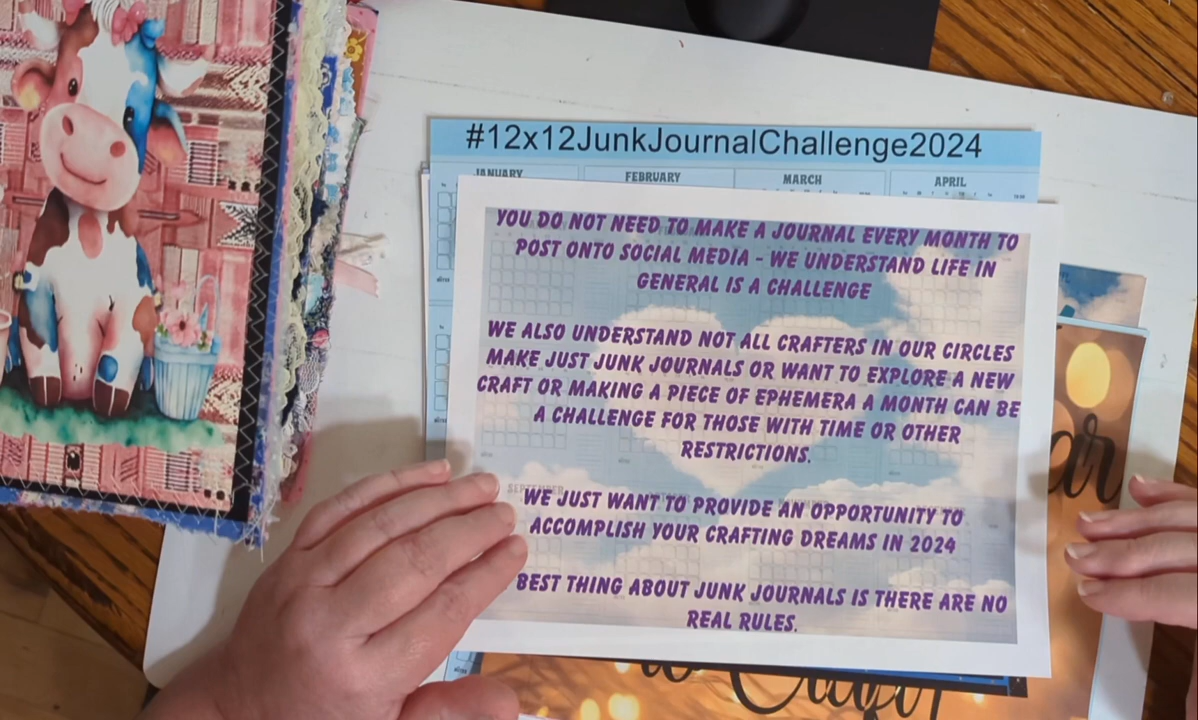 #12x12JunkJournalChallenge2024
JANUARY FEBRUARY MARCH APRIL
YOU DO NOT NEED TO MAKE A JOURNAL EVERY MONTH TO
POST ONTO SOCIAL MEDIA - WE UNDERSTAND LIFE IN
GENERAL IS A CHALLENGE
WE ALSO UNDERSTAND NOT ALL CRAFTERS IN OUR CIRCLES
MAKE JUST JUNK JOURNALS OR WANT TO EXPLORE A NEW
CRAFT OR MAKING A PIECE OF EPHEMERA A MONTH CAN BE
A CHALLENGE FOR THOSE WITH TIME OR OTHER
RESTRICTIONS.
WE JUST WANT TO PROVIDE AN OPPORTUNITY TO
ACCOMPLISH YOUR CRAFTING DREAMS IN 2024
BEST THING ABOUT JUNK JOURNALS IS THERE ARE NO
REAL RULES.